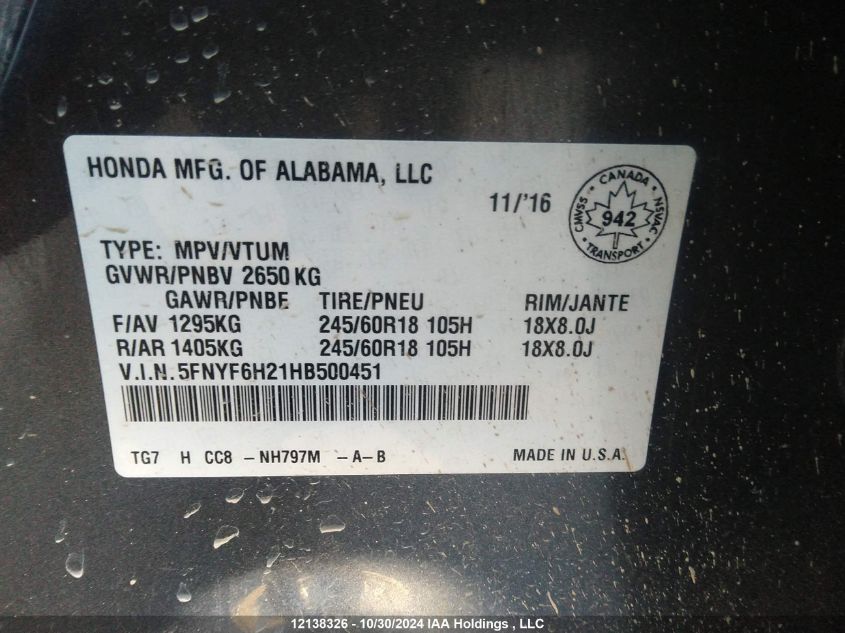 HONDA MFG. OF ALABAMA, LLC
11/'16
CANADA
CMVSS 942 NSVAC
TRANSPORT
TYPE: MPV/VTUM
GVWR/PNBV 2650 KG
GAWR/PNBE TIRE/PNEU RIM/JANTE
F/AV 1295KG 245/60R18 105H 18X8.0J
R/AR 1405KG 245/60R18 105H 18X8.0J
V.I.N. 5FNYF6H21HB500451
TG7 H CC8 -NH797M -A-B MADE IN U.S.A.
12138326 - 10/30/2024 IAA Holdings , LLC